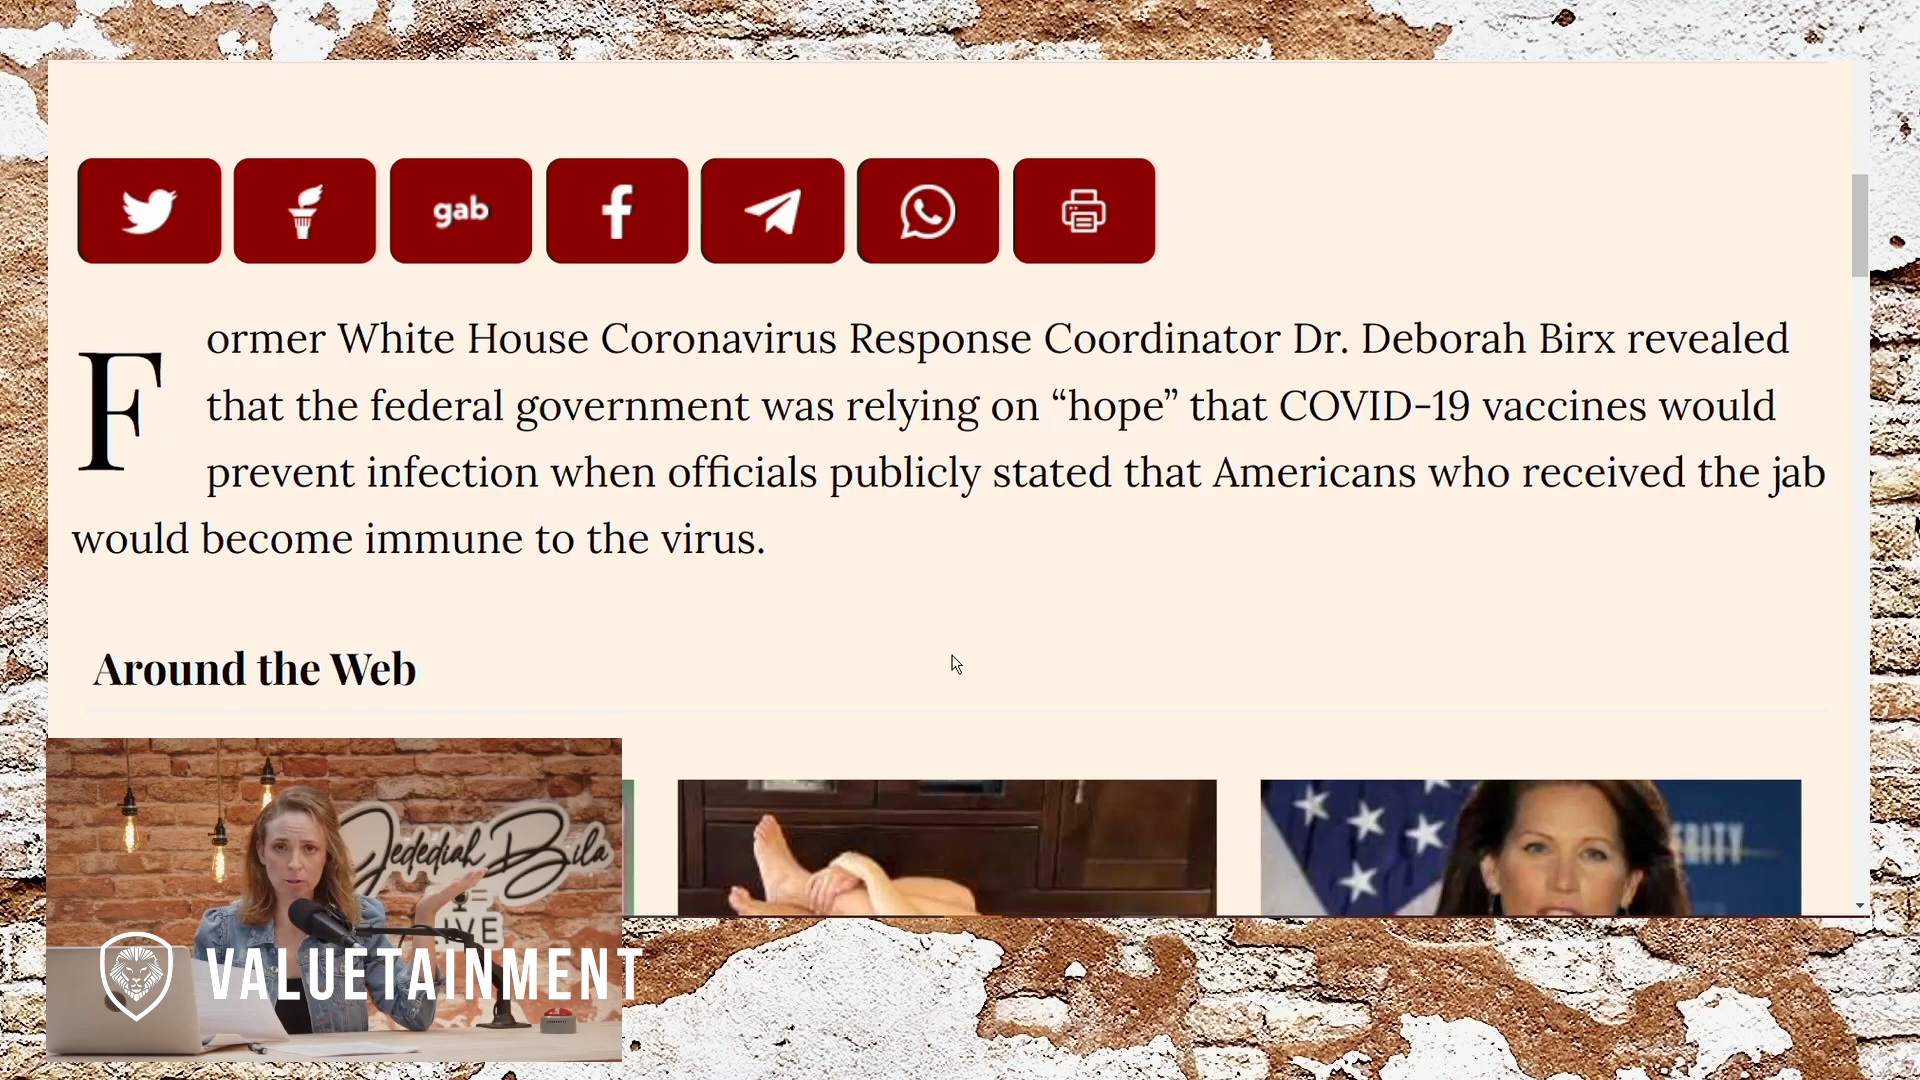 gab
Former White House Coronavirus Response Coordinator Dr. Deborah Birx revealed
that the federal government was relying on “hope” that COVID-19 vaccines would
prevent infection when officials publicly stated that Americans who received the jab
would become immune to the virus.
Around the Web
Jedediah Bila
LIVE
VALUETAINMENT